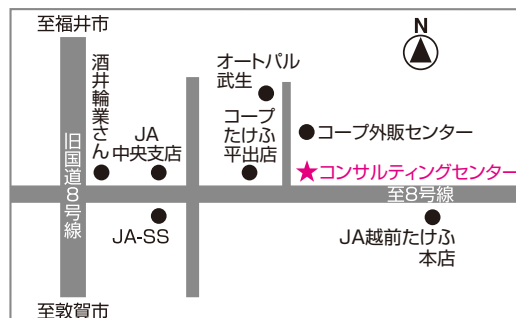 至福井市
N
オートパル
武生
酒井輪業さん
JA
中央支店
コープ
たけふ
平出店
コープ外販センター
★コンサルティングセンター
旧国道8号線
至8号線
JA-SS
JA越前たけふ
本店
至敦賀市